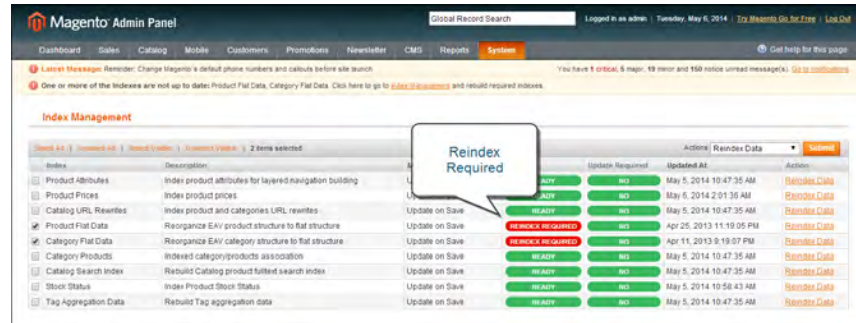 Magento Admin Panel
Global Record Search
Logged in as admin | Tuesday, May 6, 2014 | Try Magento Go for Free | Log Out
Dashboard Sales Catalog Mobile Customers Promotions Newsletter CMS Reports System
Get help for this page
Latest Message: Reminder: Change Magento's default phone numbers and callouts before site launch
You have 1 critical, 5 major, 19 minor and 150 notice unread message(s). Go to notifications
One or more of the Indexes are not up to date: Product Flat Data, Category Flat Data. Click here to go to Index Management and rebuild required indexes.
Index Management
2 items selected
Actions Reindex Data Submit
Index Description Update Required Updated At Action
Reindex
Required
Product Attributes Index product attributes for layered navigation building READY NO May 5, 2014 10:47:35 AM Reindex Data
Product Prices Index product prices READY NO May 5, 2014 2:01:35 AM Reindex Data
Catalog URL Rewrites Index product and categories URL rewrites Update on Save READY NO May 5, 2014 10:47:35 AM Reindex Data
Product Flat Data Reorganize EAV product structure to flat structure Update on Save REINDEX REQUIRED NO Apr 25, 2013 11:19:05 PM Reindex Data
Category Flat Data Reorganize EAV category structure to flat structure Update on Save REINDEX REQUIRED NO Apr 11, 2013 9:19:07 PM Reindex Data
Category Products Indexed category/products association Update on Save READY NO May 5, 2014 10:47:35 AM Reindex Data
Catalog Search Index Rebuild Catalog product fulltext search index Update on Save READY NO May 5, 2014 10:47:35 AM Reindex Data
Stock Status Index Product Stock Status Update on Save READY NO May 5, 2014 10:58:43 AM Reindex Data
Tag Aggregation Data Rebuild Tag aggregation data Update on Save READY NO May 5, 2014 10:47:35 AM Reindex Data